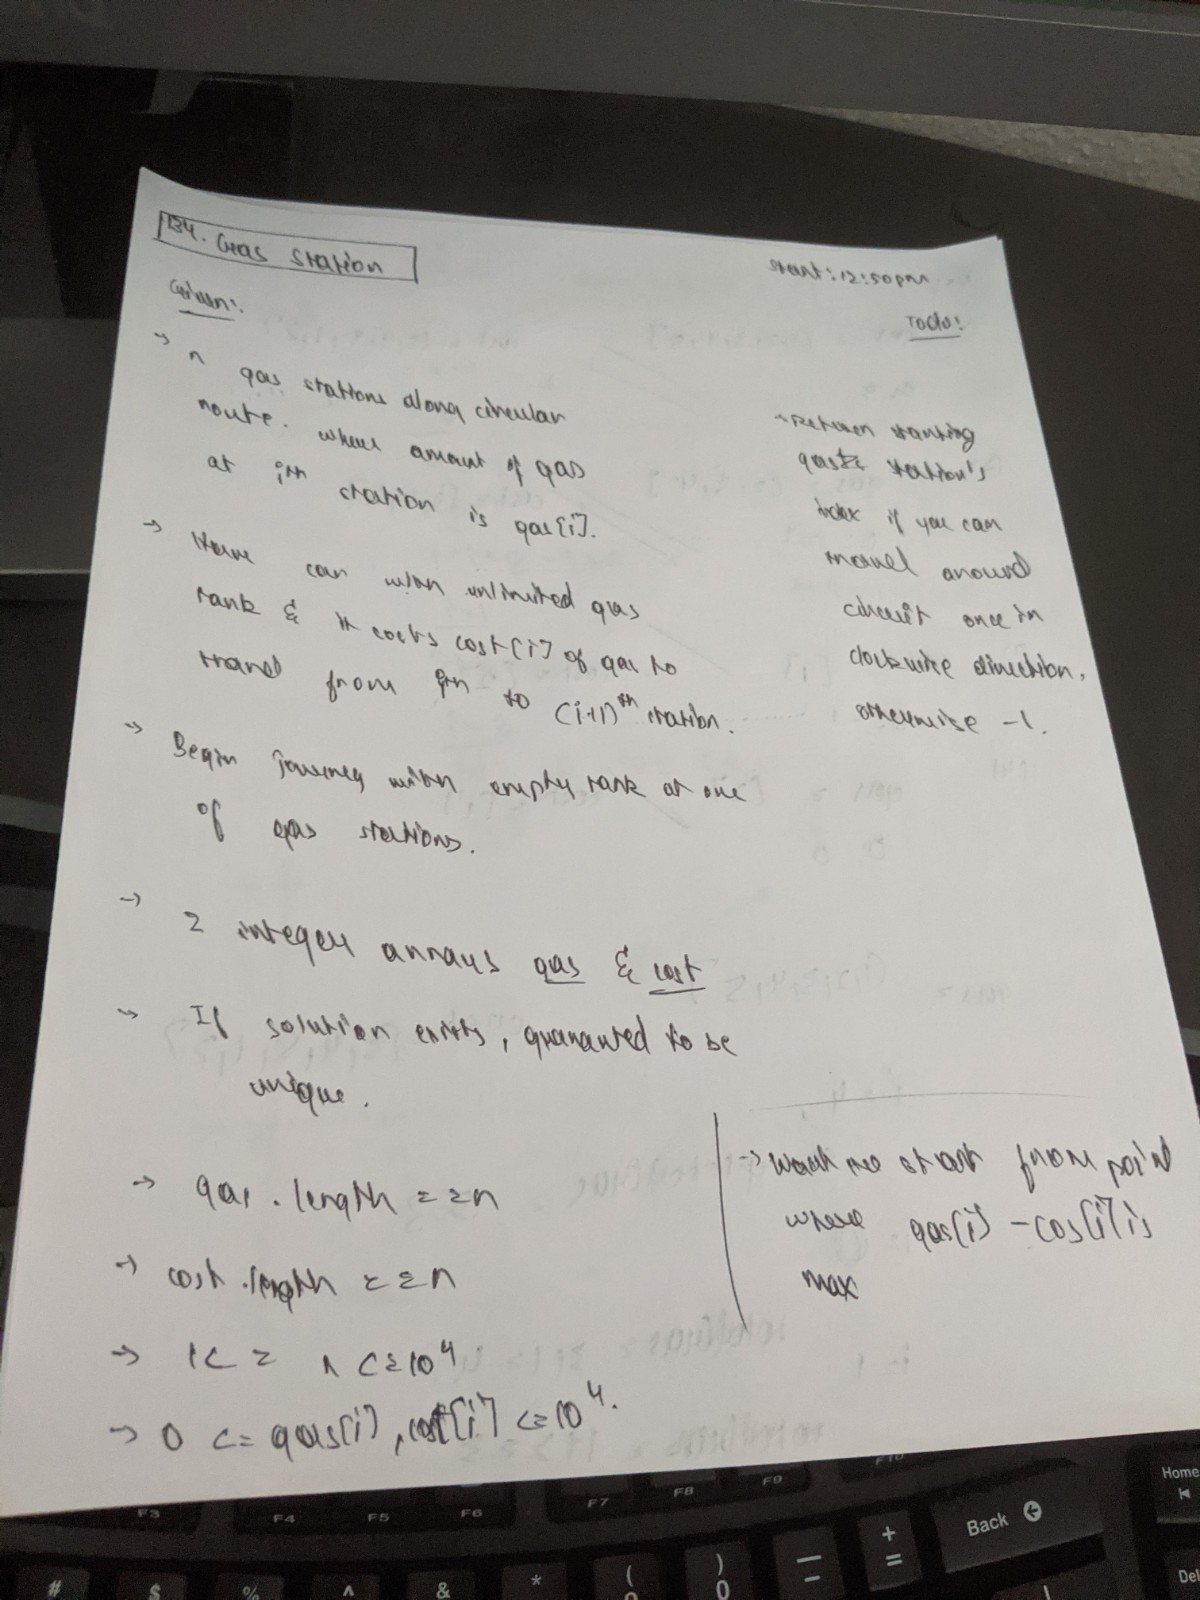 134. Gas Station
Start: 12:50pm
Given:
Todo:
→ n gas stations along circular
route. where amount of gas
at ith station is gas[i].
→ Have car with unlimited gas
tank & it costs cost[i] of gas to
travel from ith to (i+1)th station.
→ Begin journey with empty tank at one
of gas stations.
→ 2 integer arrays gas & cost
→ If solution exists, guaranteed to be
unique.
→ gas.length == n
→ cost.length == n
→ 1<= n <=10^4
→ 0 <= gas[i], cost[i] <=10^4.
→ Return starting
gas station's
index if you can
travel around
circuit once in
clockwise direction,
otherwise -1.
→ start from point
where gas[i] - cos[i] is
max
F3 F4 F5 F6 F7 F8 F9 F10
Home
Back
Del
# $ % ^ & * ( ) 0 + =